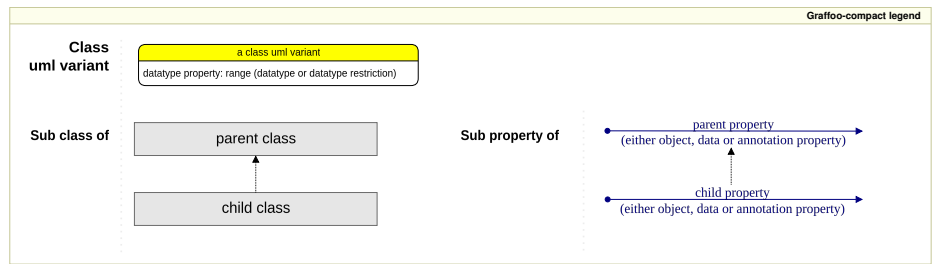 Graffoo-compact legend
Class
uml variant
a class uml variant
datatype property: range (datatype or datatype restriction)
Sub class of
parent class
child class
Sub property of
parent property
(either object, data or annotation property)
child property
(either object, data or annotation property)